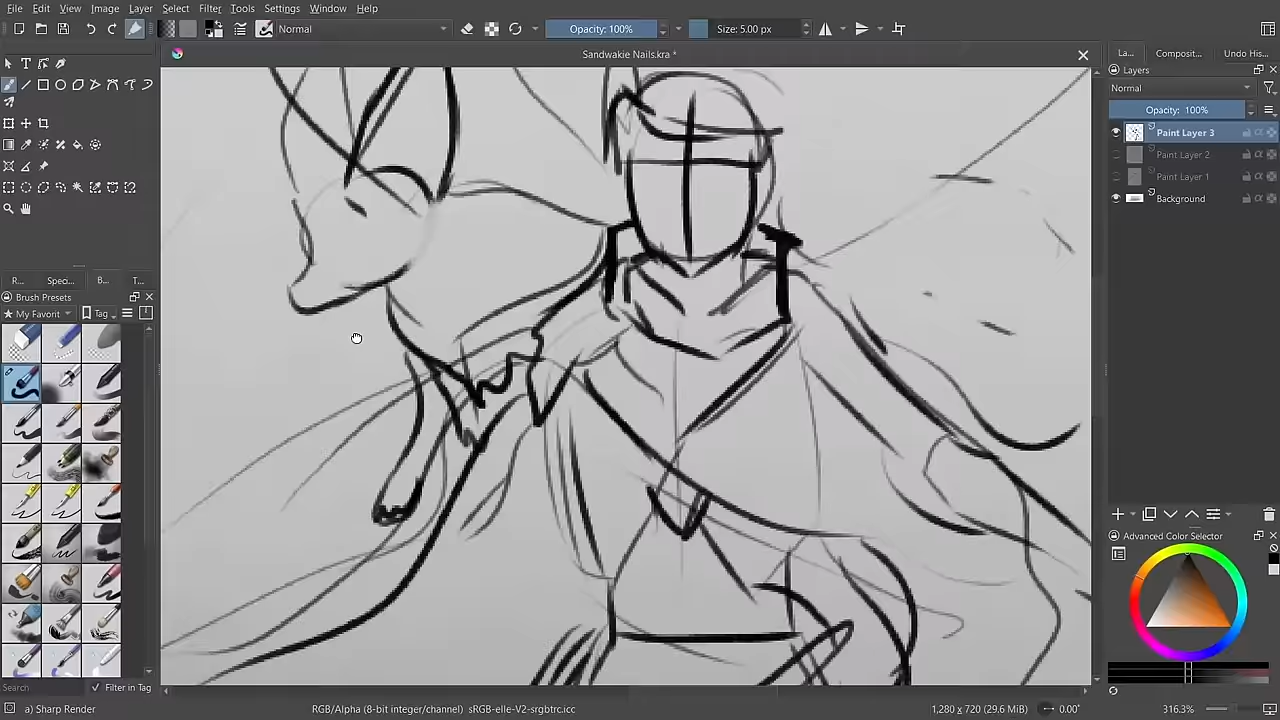 File Edit View Image Layer Select Filter Tools Settings Window Help
Normal
Opacity: 100%
Size: 5.00 px
Sandwakie Nails.kra *
La... Composit... Undo His...
Layers
Normal
Opacity: 100%
Paint Layer 3
Paint Layer 2
Paint Layer 1
Background
R... Speci... B... T...
Brush Presets
My Favorit Tag
Search
Filter in Tag
Advanced Color Selector
a) Sharp Render
RGB/Alpha (8-bit integer/channel) sRGB-elle-V2-srgbtrc.icc
1,280 x 720 (29.6 MiB)
0.00°
316.3%